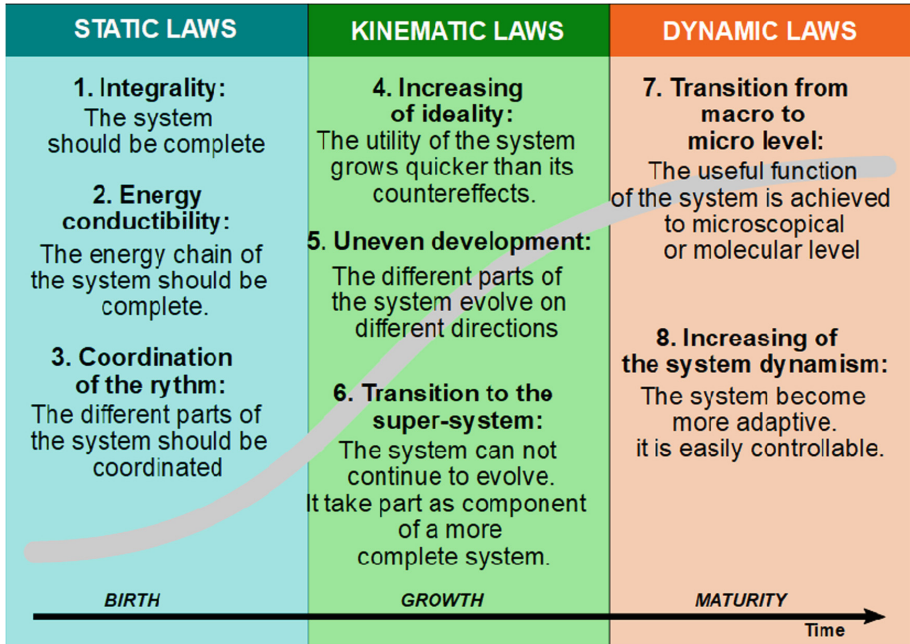 STATIC LAWS
1. Integrality:
The system
should be complete
2. Energy
conductibility:
The energy chain of
the system should be
complete.
3. Coordination
of the rythm:
The different parts of
the system should be
coordinated
BIRTH
KINEMATIC LAWS
4. Increasing
of ideality:
The utility of the system
grows quicker than its
countereffects.
5. Uneven development:
The different parts of
the system evolve on
different directions
6. Transition to the
super-system:
The system can not
continue to evolve.
It take part as component
of a more
complete system.
GROWTH
DYNAMIC LAWS
7. Transition from
macro to
micro level:
The useful function
of the system is achieved
to microscopical
or molecular level
8. Increasing of
the system dynamism:
The system become
more adaptive.
it is easily controllable.
MATURITY
Time